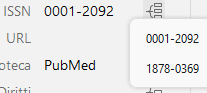 ISSN 0001-2092
0001-2092
URL
1878-0369
oteca PubMed
Diritti